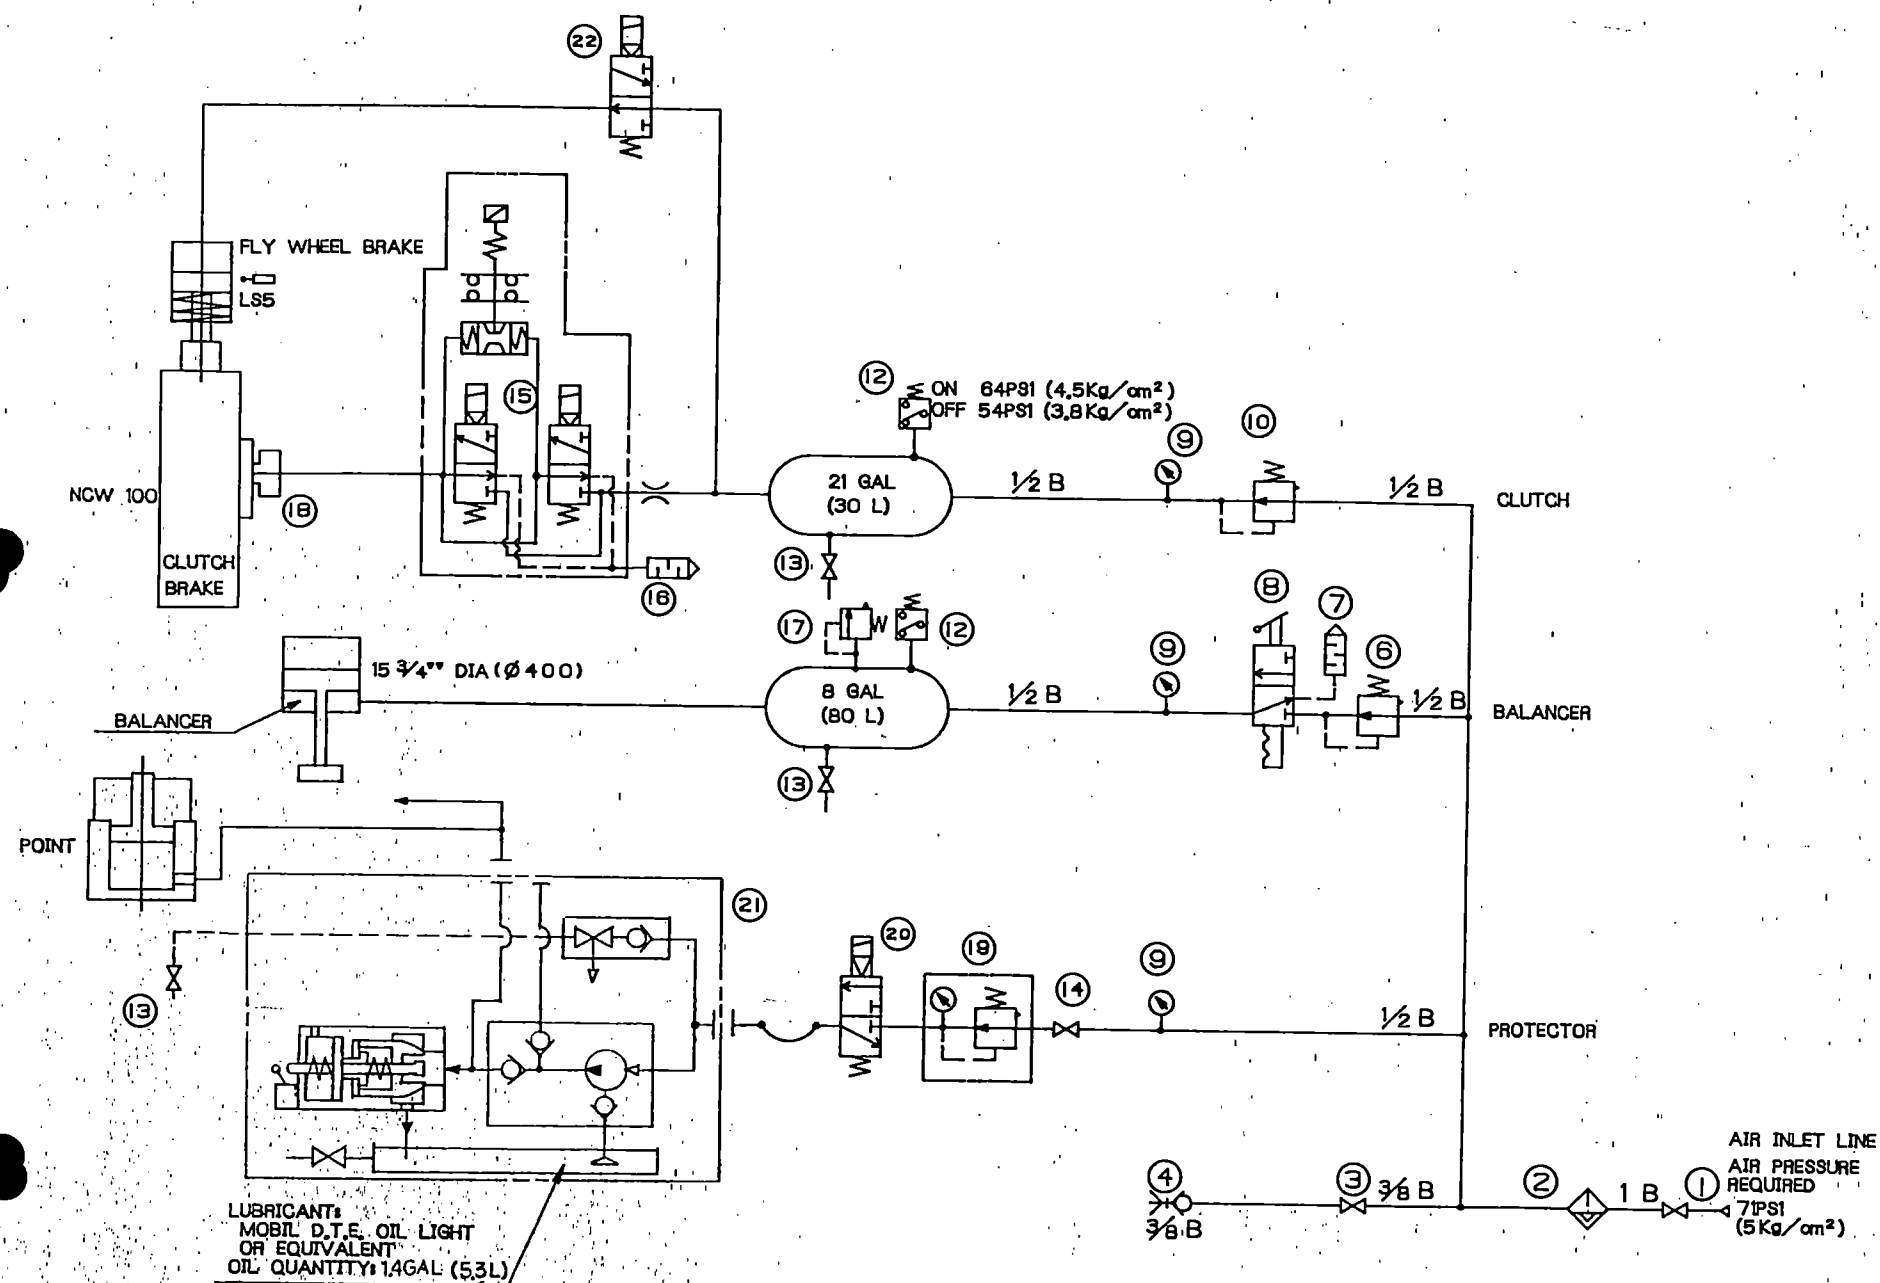 22
FLY WHEEL BRAKE
LS5
15
12
ON 64PS1 (4.5Kg/cm²)
OFF 54PS1 (3.8Kg/cm²)
9
10
21 GAL
(30 L)
1/2 B
1/2 B
CLUTCH
NCW 100
18
CLUTCH
BRAKE
13
16
17
12
8
7
9
6
15 3/4"" DIA (Ø400)
8 GAL
(80 L)
1/2 B
1/2 B
BALANCER
BALANCER
13
POINT
21
20
19
14
9
13
1/2 B
PROTECTOR
AIR INLET LINE
AIR PRESSURE
REQUIRED
71PS1
(5Kg/cm²)
4
3
3/8 B
2
1 B
1
3/8 B
LUBRICANT:
MOBIL D.T.E. OIL LIGHT
OR EQUIVALENT
OIL QUANTITY: 1.4GAL (5.3L)